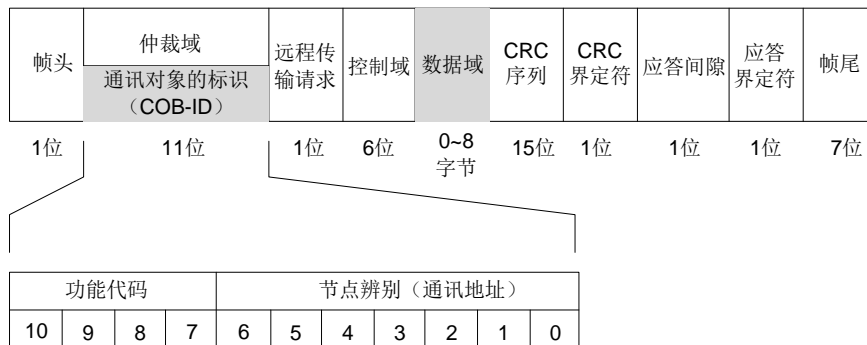 帧头
仲裁域
通讯对象的标识
（COB-ID）
远程传
输请求
控制域
数据域
CRC
序列
CRC
界定符
应答间隙
应答
界定符
帧尾
1位
11位
1位
6位
0~8
字节
15位
1位
1位
1位
7位
功能代码
节点辨别（通讯地址）
10 9 8 7 6 5 4 3 2 1 0